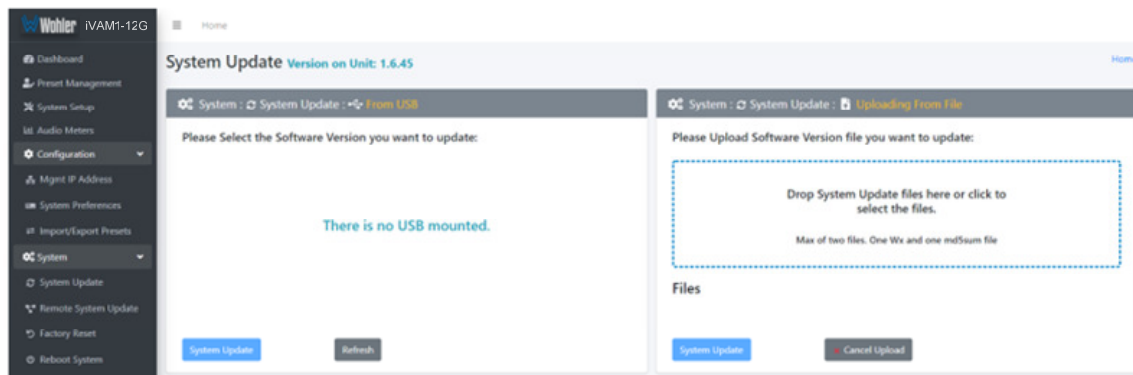 Wohler iVAM1-12G
Home
Dashboard
Preset Management
System Setup
Audio Meters
Configuration
Mgmt IP Address
System Preferences
Import/Export Presets
System
System Update
Remote System Update
Factory Reset
Reboot System
System Update Version on Unit: 1.6.45
Home
System : System Update : From USB
Please Select the Software Version you want to update:
There is no USB mounted.
System Update
Refresh
System : System Update : Uploading From File
Please Upload Software Version file you want to update:
Drop System Update files here or click to
select the files.
Max of two files. One Wx and one md5sum file
Files
System Update
Cancel Upload